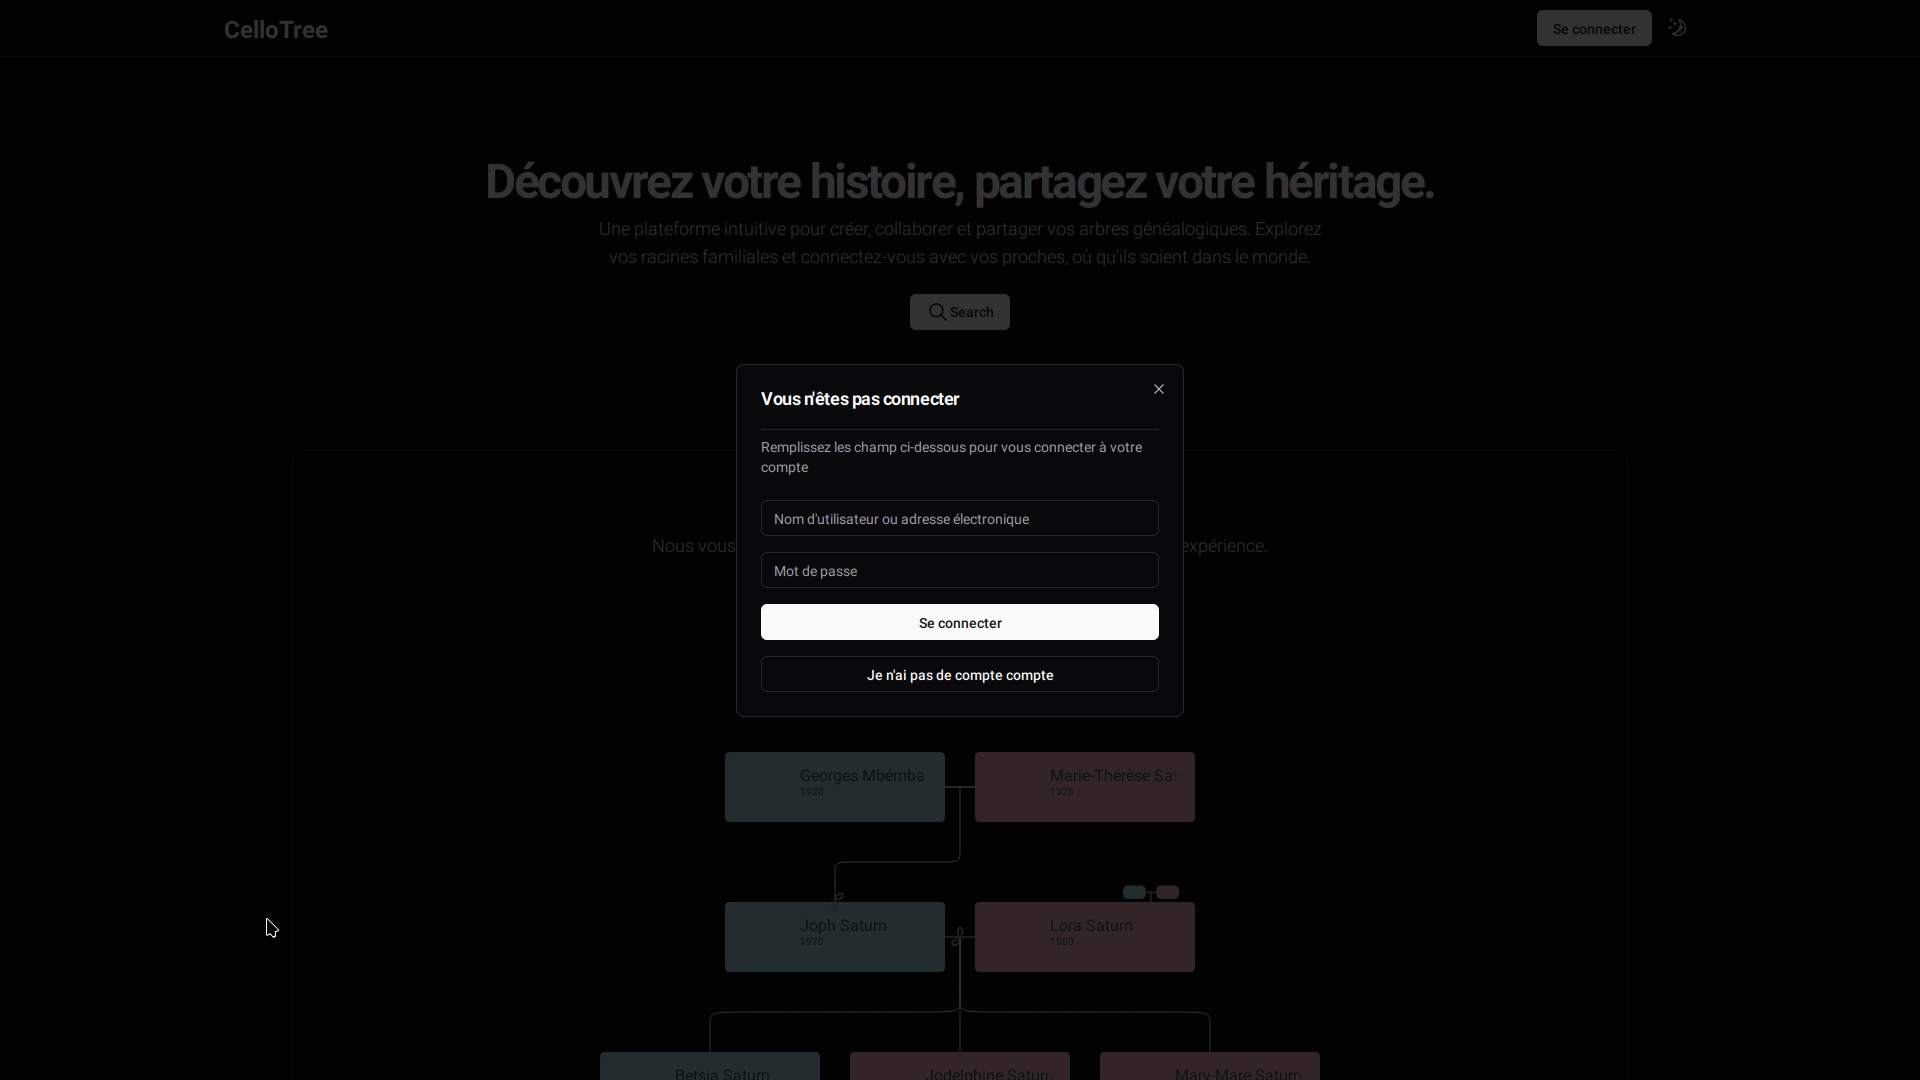 CelloTree
Se connecter
Découvrez votre histoire, partagez votre héritage.
Une plateforme intuitive pour créer, collaborer et partager vos arbres généalogiques. Explorez
vos racines familiales et connectez-vous avec vos proches, où qu'ils soient dans le monde.
Search
Vous n'êtes pas connecter
Remplissez les champ ci-dessous pour vous connecter à votre
compte
Nom d'utilisateur ou adresse électronique
Nous vous
expérience.
Mot de passe
Se connecter
Je n'ai pas de compte compte
Georges Mbémba
1920
Marie-Thérèse Sat
1925
Joph Saturn
1970
Lora Saturn
1980
Betsia Saturn
Jodelphine Saturn
Mary-Mare Saturn